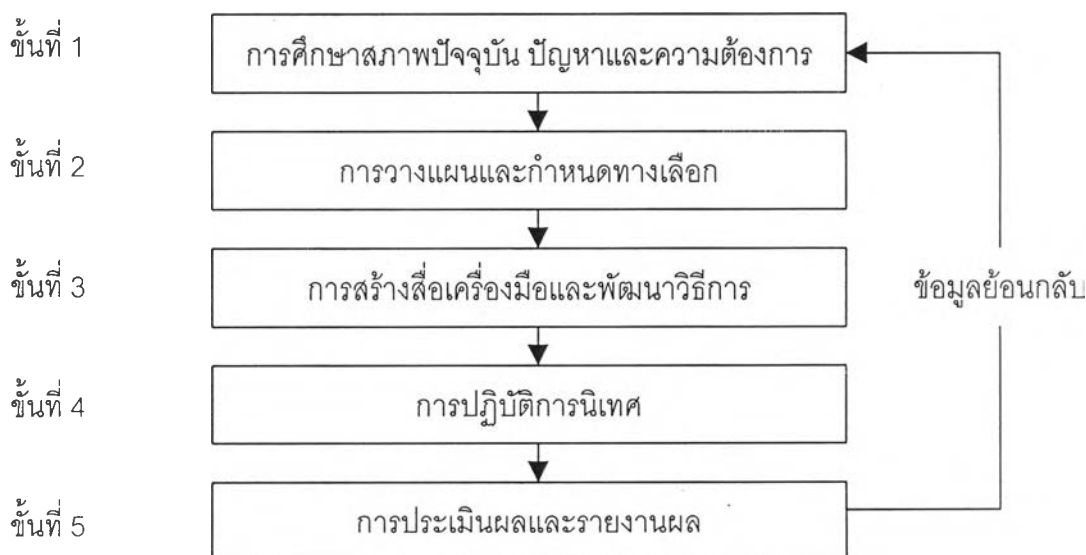 ขั้นที่ 1
การศึกษาสภาพปัจจุบัน ปัญหาและความต้องการ
ขั้นที่ 2
การวางแผนและกำหนดทางเลือก
ขั้นที่ 3
การสร้างสื่อเครื่องมือและพัฒนาวิธีการ
ข้อมูลย้อนกลับ
ขั้นที่ 4
การปฏิบัติการนิเทศ
ขั้นที่ 5
การประเมินผลและรายงานผล